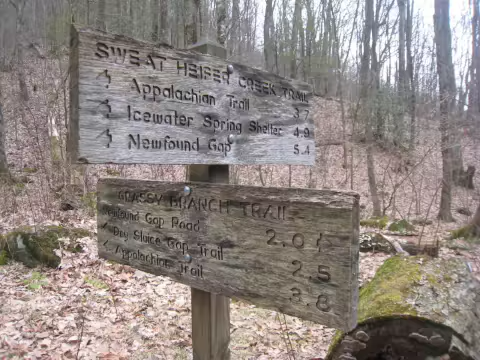 SWEAT HEIFER CREEK TRAIL
Appalachian Trail 3.7
Icewater Spring Shelter 4.9
Newfound Gap 5.4
GRASSY BRANCH TRAIL
Newfound Gap Road 2.0
Dry Sluice Gap Trail 2.5
Appalachian Trail 3.8